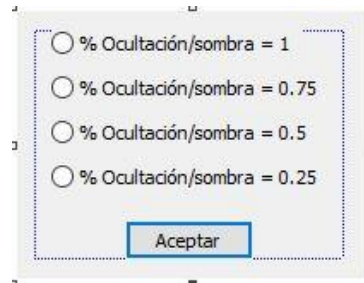 % Ocultación/sombra = 1
% Ocultación/sombra = 0.75
% Ocultación/sombra = 0.5
% Ocultación/sombra = 0.25
Aceptar